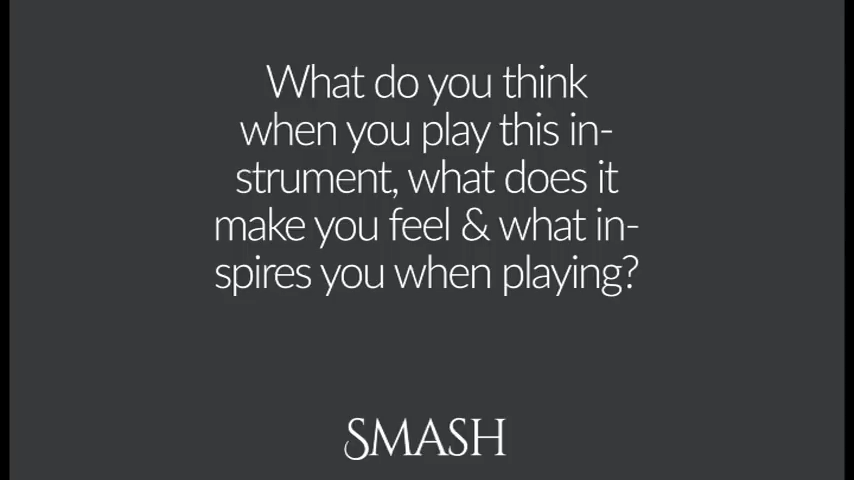 What do you think
when you play this in-
strument, what does it
make you feel & what in-
spires you when playing?
SMASH